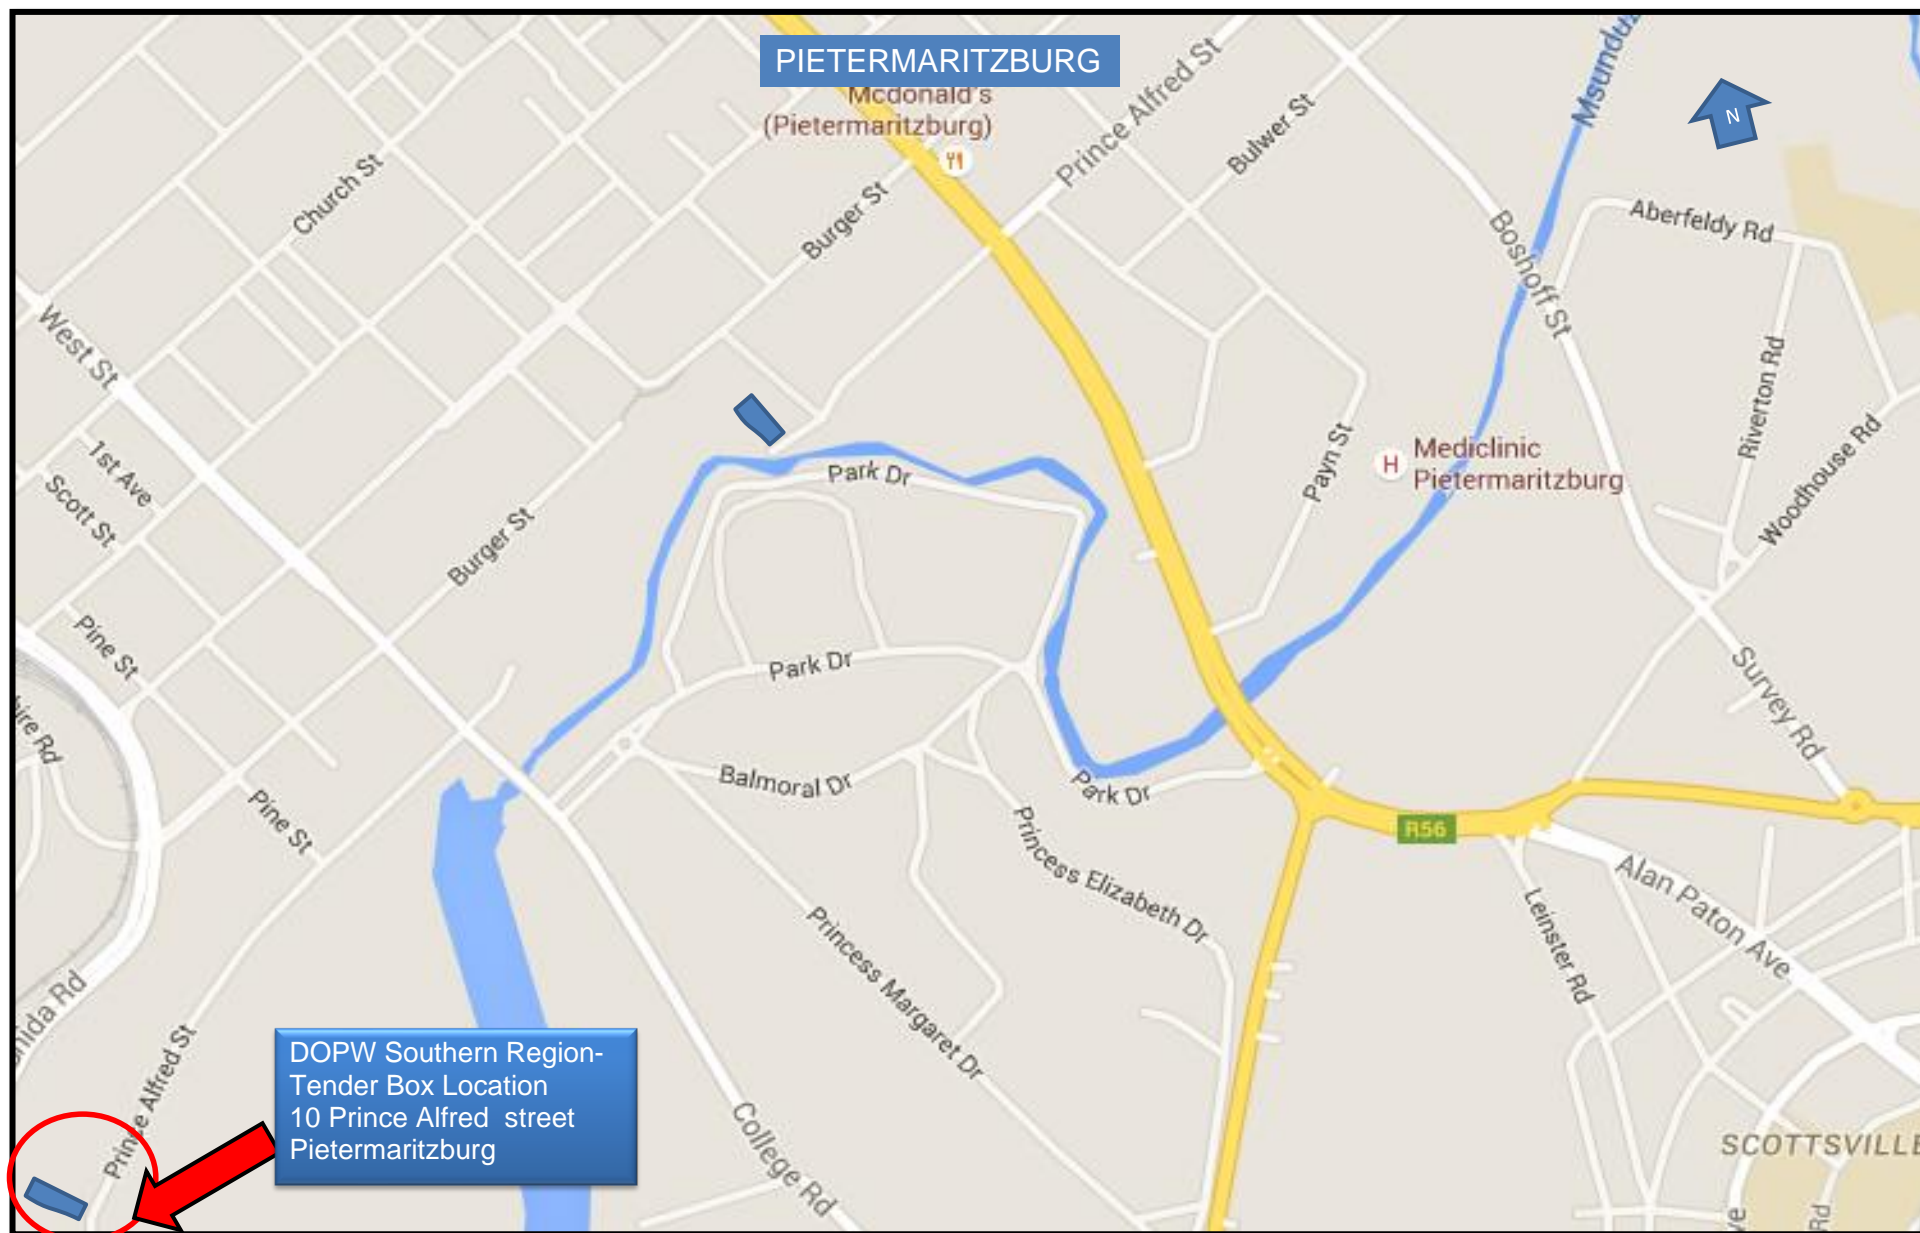 PIETERMARITZBURG
Mcdonald's
(Pietermaritzburg)
Prince Alfred St
Msunduz
N
Church St
Burger St
Bulwer St
Aberfeldy Rd
Boshoff St
West St
Riverton Rd
1st Ave
Scott St
Burger St
Park Dr
Payn St
H
Mediclinic
Pietermaritzburg
Woodhouse Rd
Pine St
Park Dr
Survey Rd
Balmoral Dr
Park Dr
Pine St
Princess Elizabeth Dr
R56
Alan Paton Ave
Leinster Rd
Princess Margaret Dr
Prince Alfred St
DOPW Southern Region-
Tender Box Location
10 Prince Alfred street
Pietermaritzburg
College Rd
SCOTTSVILLE
Rd